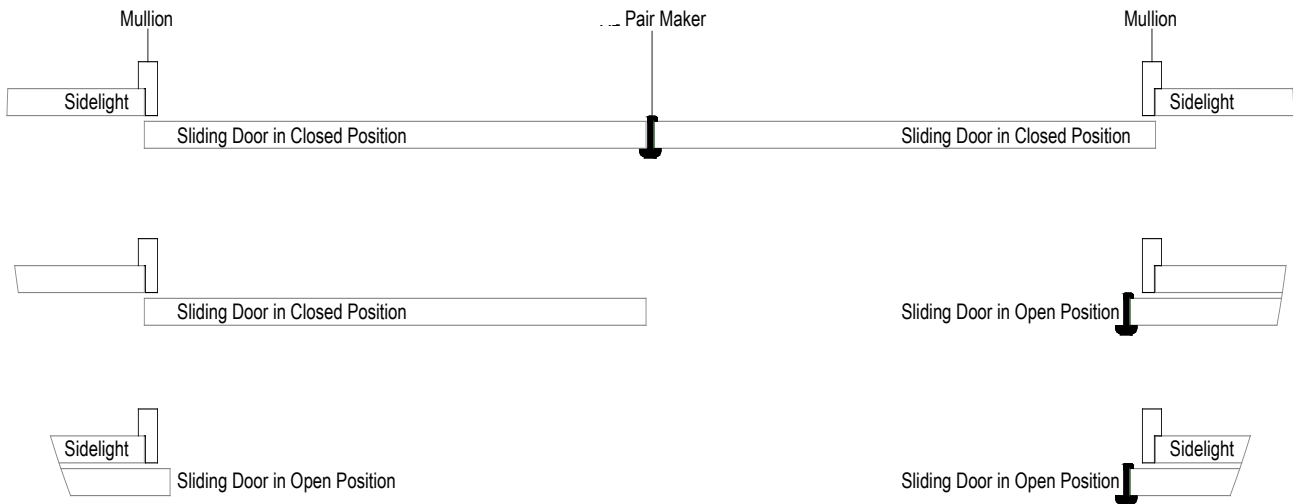 Mullion
Pair Maker
Mullion
Sidelight
Sidelight
Sliding Door in Closed Position
Sliding Door in Closed Position
Sliding Door in Closed Position
Sliding Door in Open Position
Sidelight
Sidelight
Sliding Door in Open Position
Sliding Door in Open Position